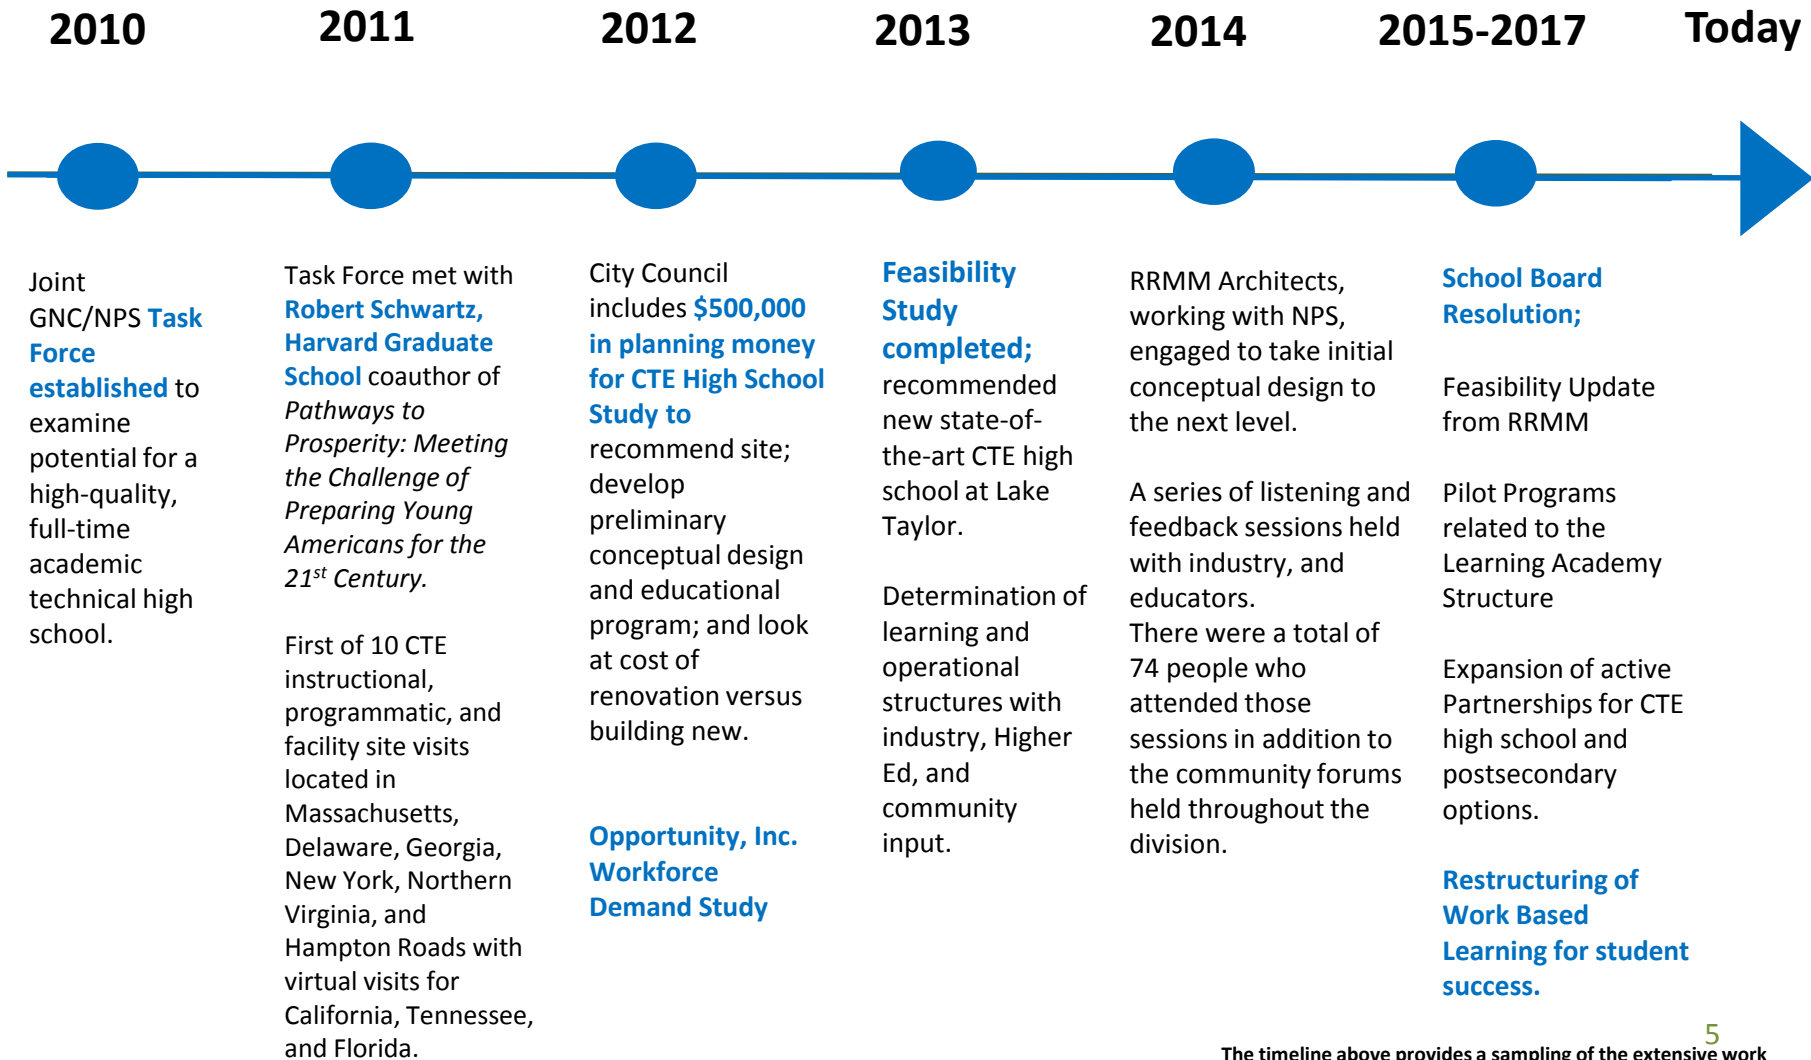 2010
2011
2012
2013
2014
2015-2017
Today
Joint
GNC/NPS Task
Force
established to
examine
potential for a
high-quality,
full-time
academic
technical high
school.
Task Force met with
Robert Schwartz,
Harvard Graduate
School coauthor of
Pathways to
Prosperity: Meeting
the Challenge of
Preparing Young
Americans for the
21st Century.
First of 10 CTE
instructional,
programmatic, and
facility site visits
located in
Massachusetts,
Delaware, Georgia,
New York, Northern
Virginia, and
Hampton Roads with
virtual visits for
California, Tennessee,
and Florida.
City Council
includes $500,000
in planning money
for CTE High School
Study to
recommend site;
develop
preliminary
conceptual design
and educational
program; and look
at cost of
renovation versus
building new.
Opportunity, Inc.
Workforce
Demand Study
Feasibility
Study
completed;
recommended
new state-of-
the-art CTE high
school at Lake
Taylor.
Determination of
learning and
operational
structures with
industry, Higher
Ed, and
community
input.
RRMM Architects,
working with NPS,
engaged to take initial
conceptual design to
the next level.
A series of listening and
feedback sessions held
with industry, and
educators.
There were a total of
74 people who
attended those
sessions in addition to
the community forums
held throughout the
division.
School Board
Resolution;
Feasibility Update
from RRMM
Pilot Programs
related to the
Learning Academy
Structure
Expansion of active
Partnerships for CTE
high school and
postsecondary
options.
Restructuring of
Work Based
Learning for student
success.
5
The timeline above provides a sampling of the extensive work